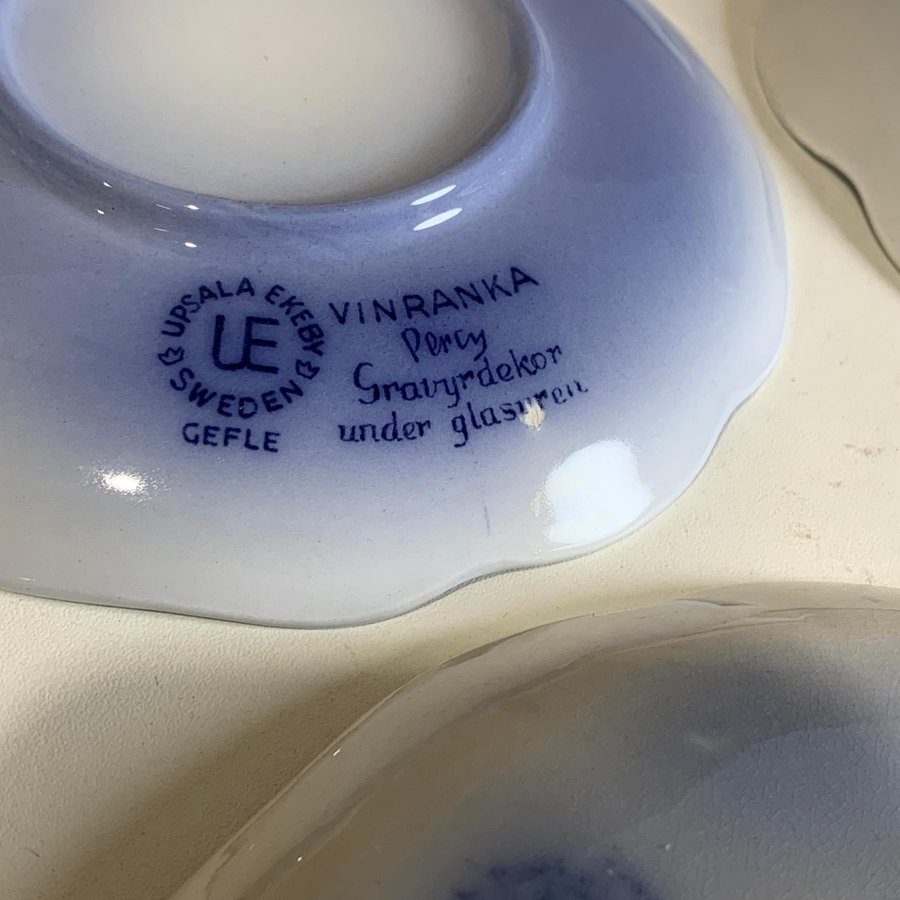 UPSALA EKEBY
UE
SWEDEN
GEFLE
VINRANKA
Percy
Gravyrdekor
under glasyren